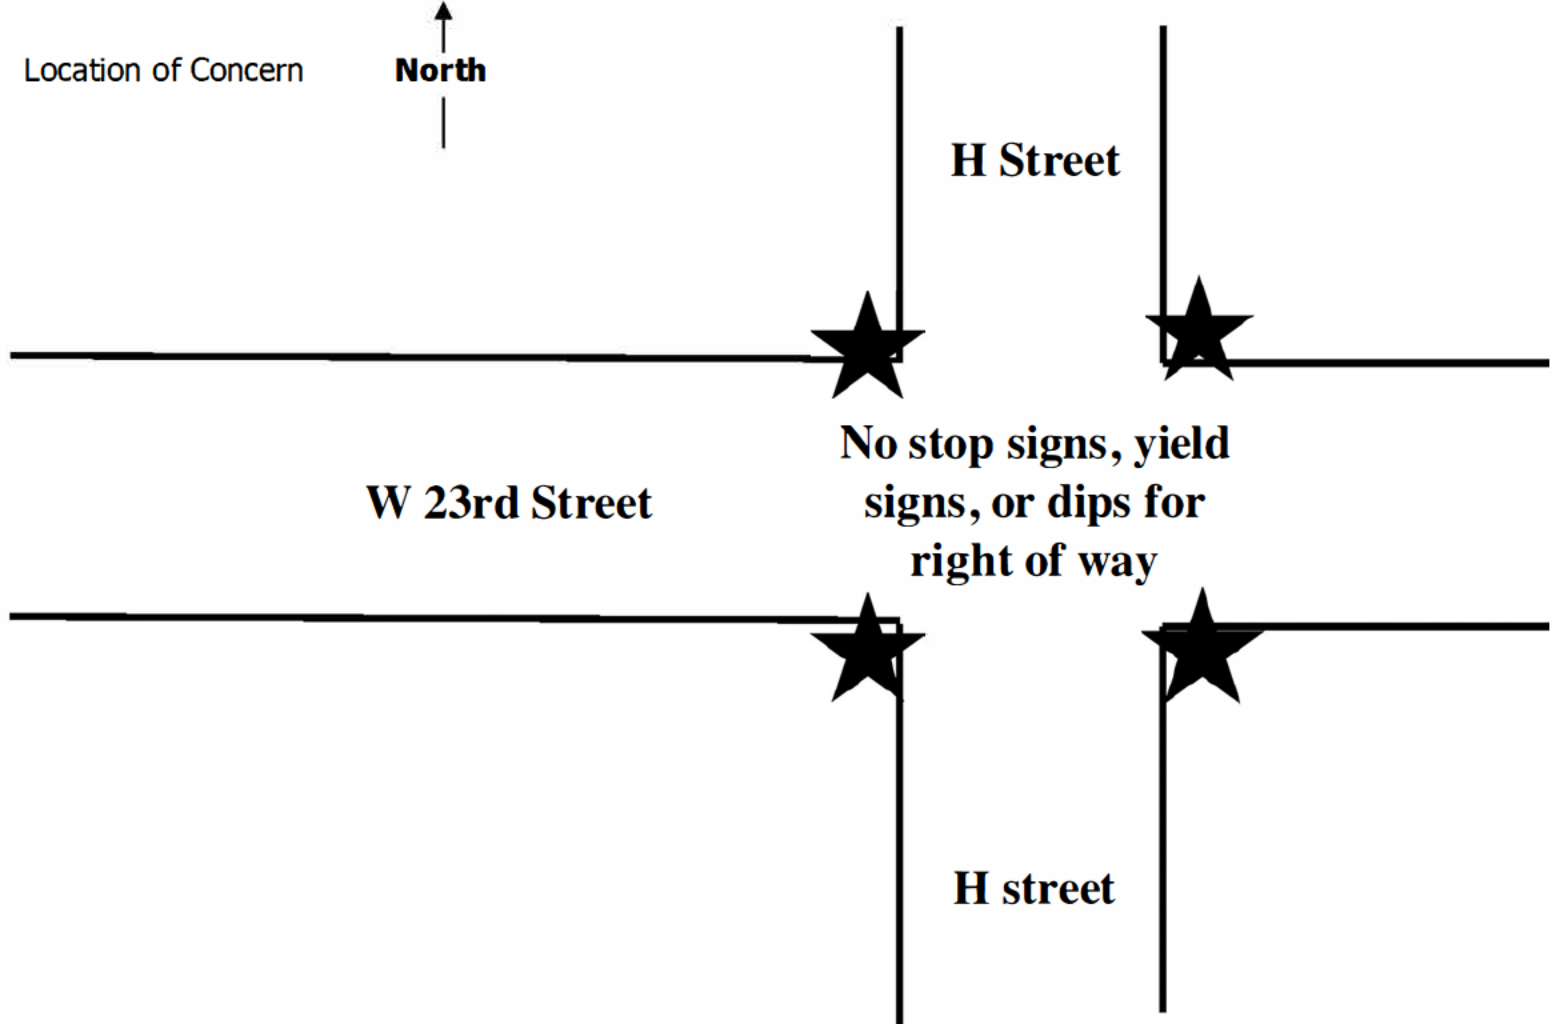 Location of Concern
North
H Street
No stop signs, yield
signs, or dips for
right of way
W 23rd Street
H street